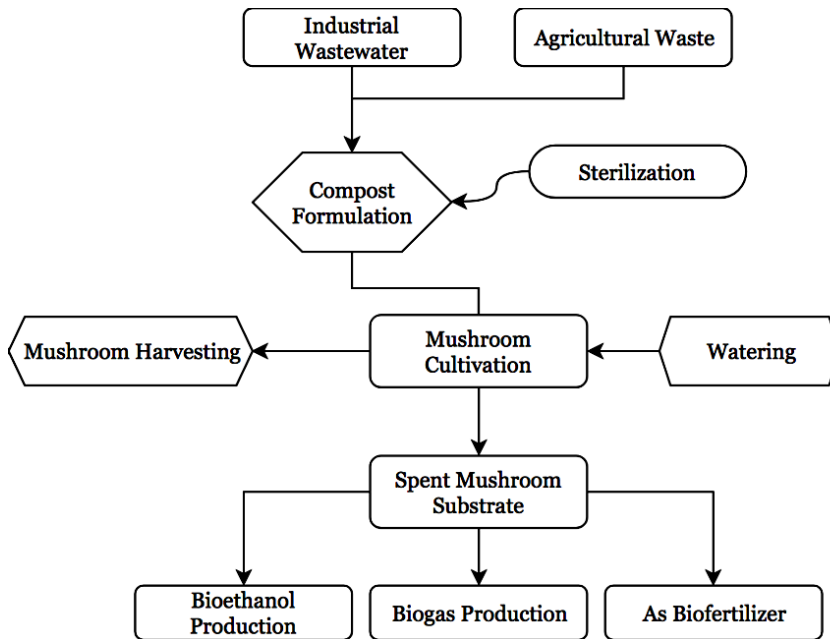 Industrial
Wastewater
Agricultural Waste
Sterilization
Compost
Formulation
Mushroom Harvesting
Mushroom
Cultivation
Watering
Spent Mushroom
Substrate
Bioethanol
Production
Biogas Production
As Biofertilizer